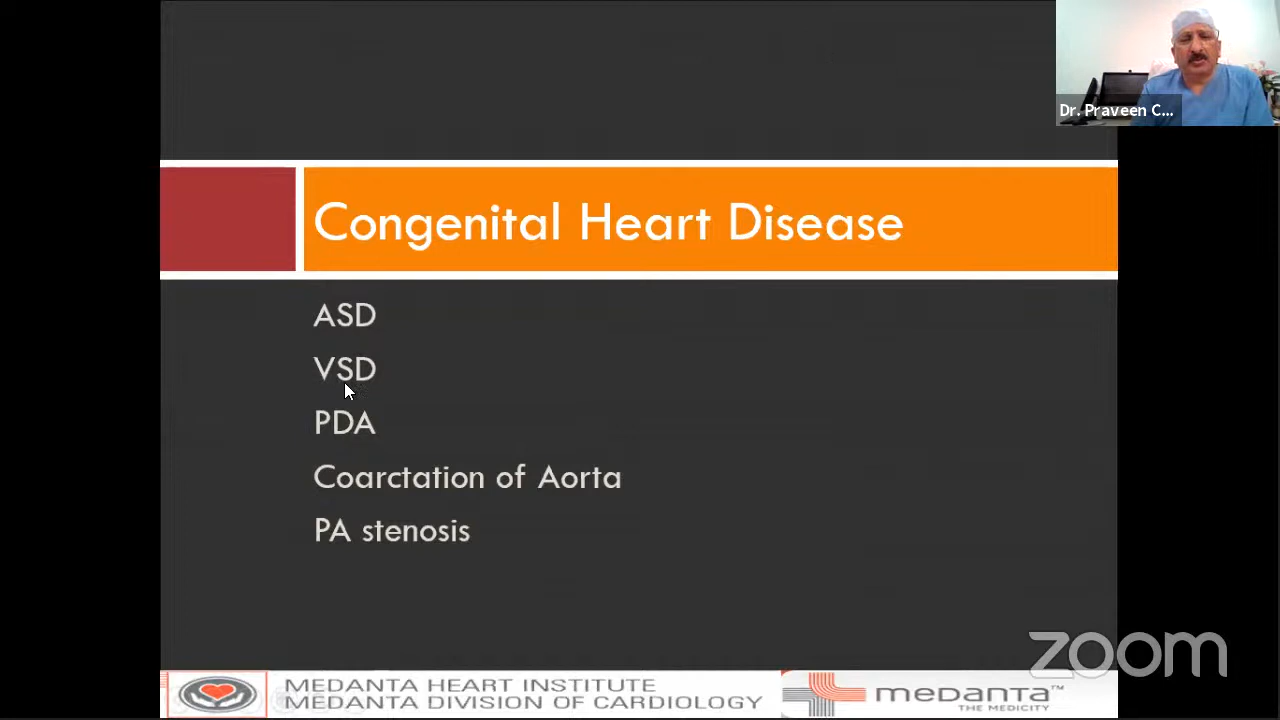 Dr. Praveen C...
Congenital Heart Disease
ASD
VSD
PDA
Coarctation of Aorta
PA stenosis
zoom
MEDANTA HEART INSTITUTE
MEDANTA DIVISION OF CARDIOLOGY
medanta™
THE MEDICITY